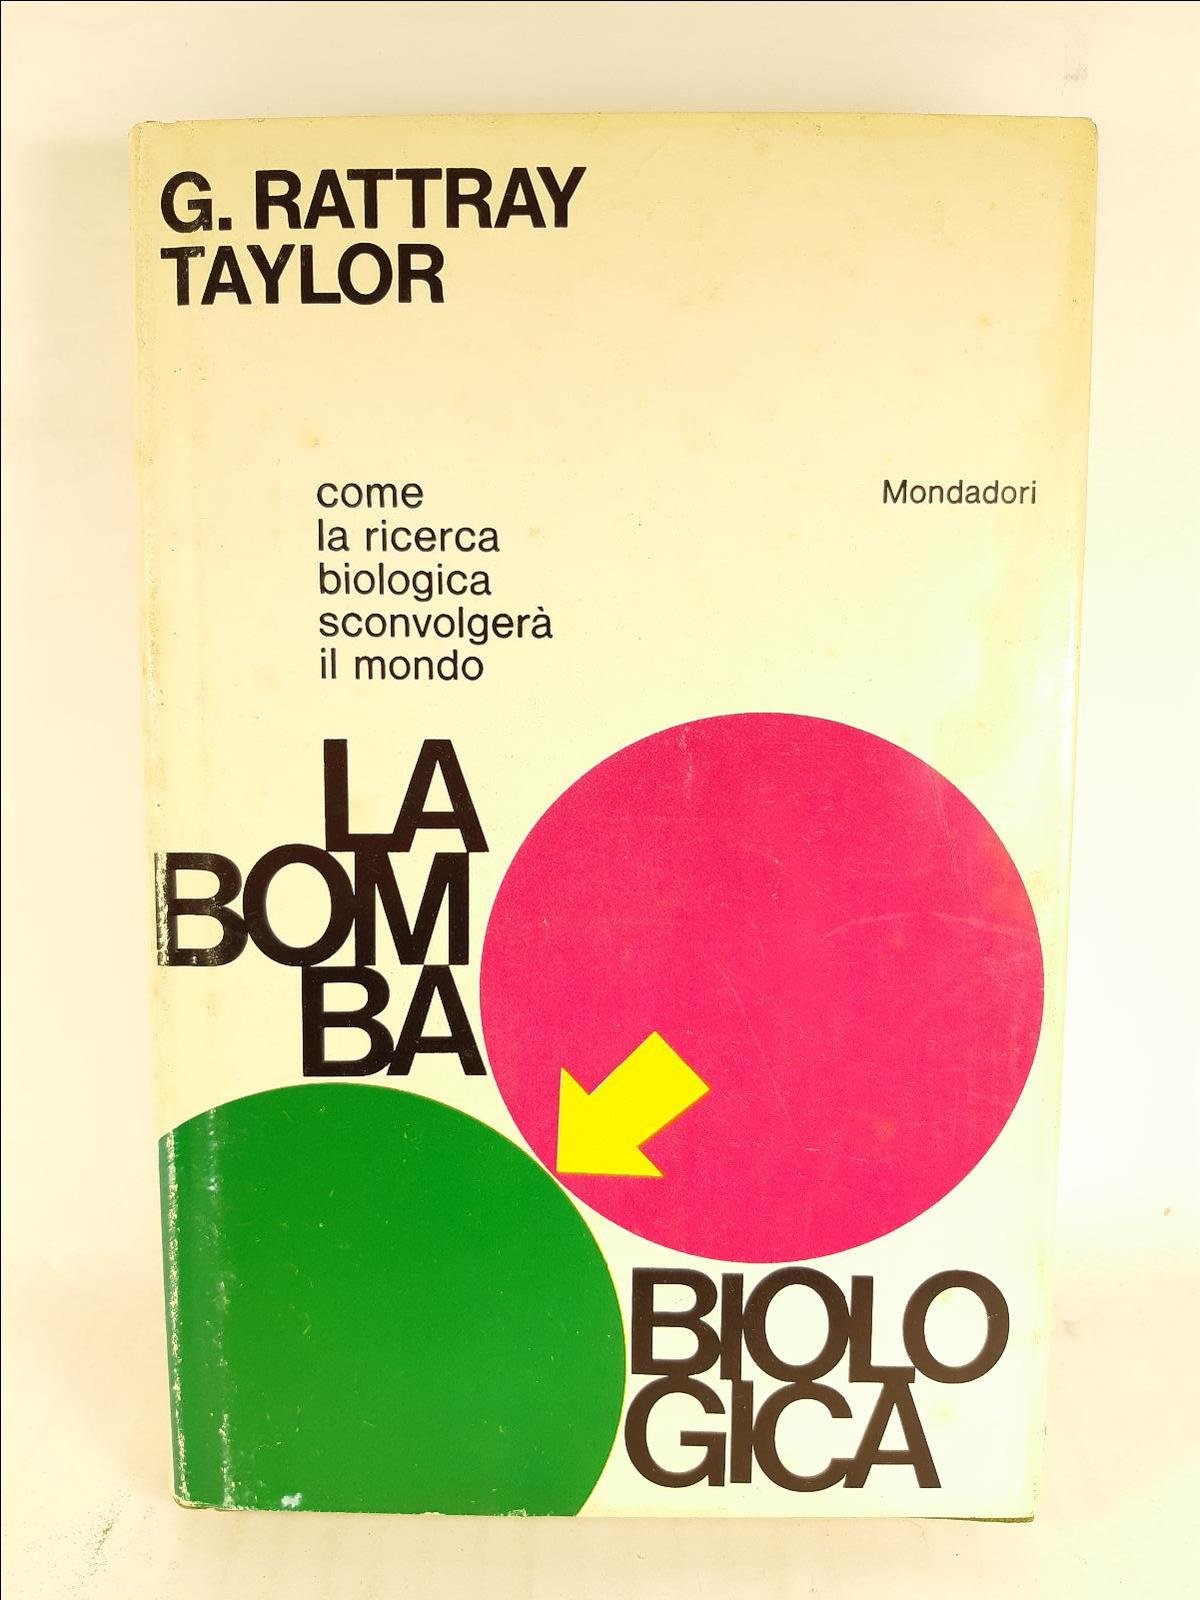 G. RATTRAY
TAYLOR
come
la ricerca
biologica
sconvolgerà
il mondo
Mondadori
LA
BOM
BA
BIOLO
GICA